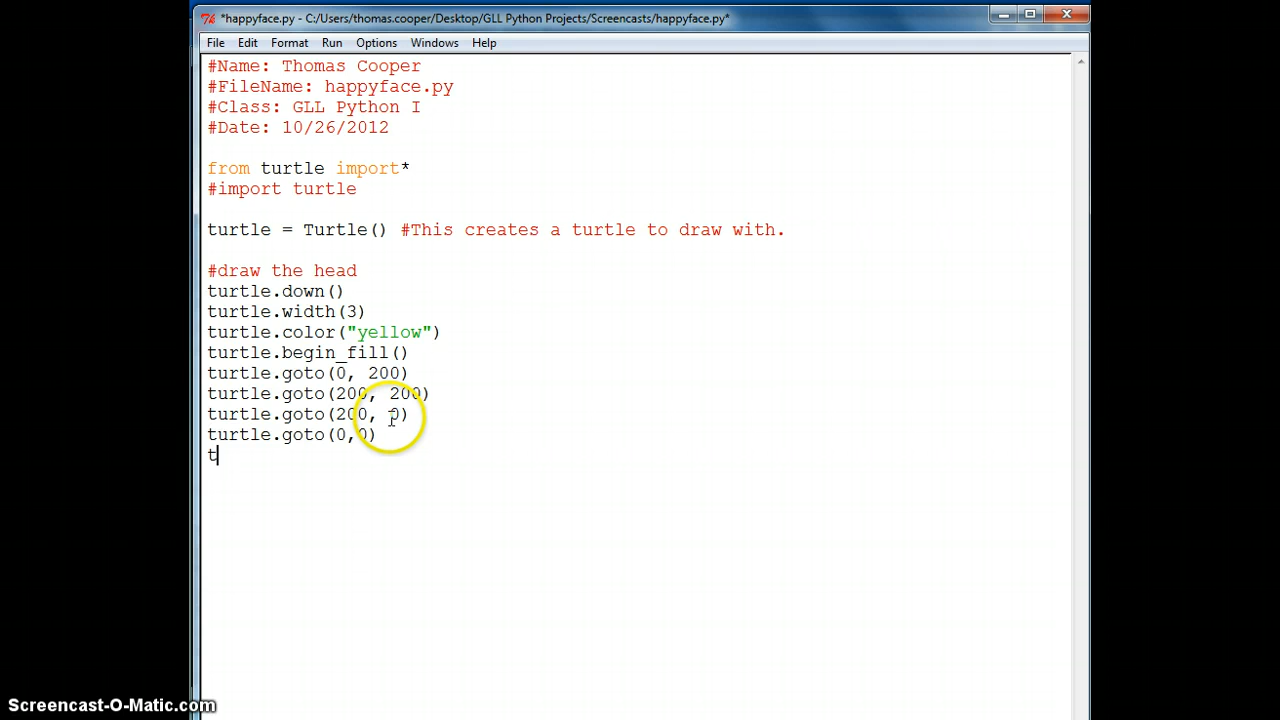 *happyface.py - C:/Users/thomas.cooper/Desktop/GLL Python Projects/Screencasts/happyface.py*
File Edit Format Run Options Windows Help
#Name: Thomas Cooper
#FileName: happyface.py
#Class: GLL Python I
#Date: 10/26/2012
from turtle import*
#import turtle
turtle = Turtle() #This creates a turtle to draw with.
#draw the head
turtle.down()
turtle.width(3)
turtle.color("yellow")
turtle.begin_fill()
turtle.goto(0, 200)
turtle.goto(200, 200)
turtle.goto(200, 0)
turtle.goto(0,0)
t
Screencast-O-Matic.com